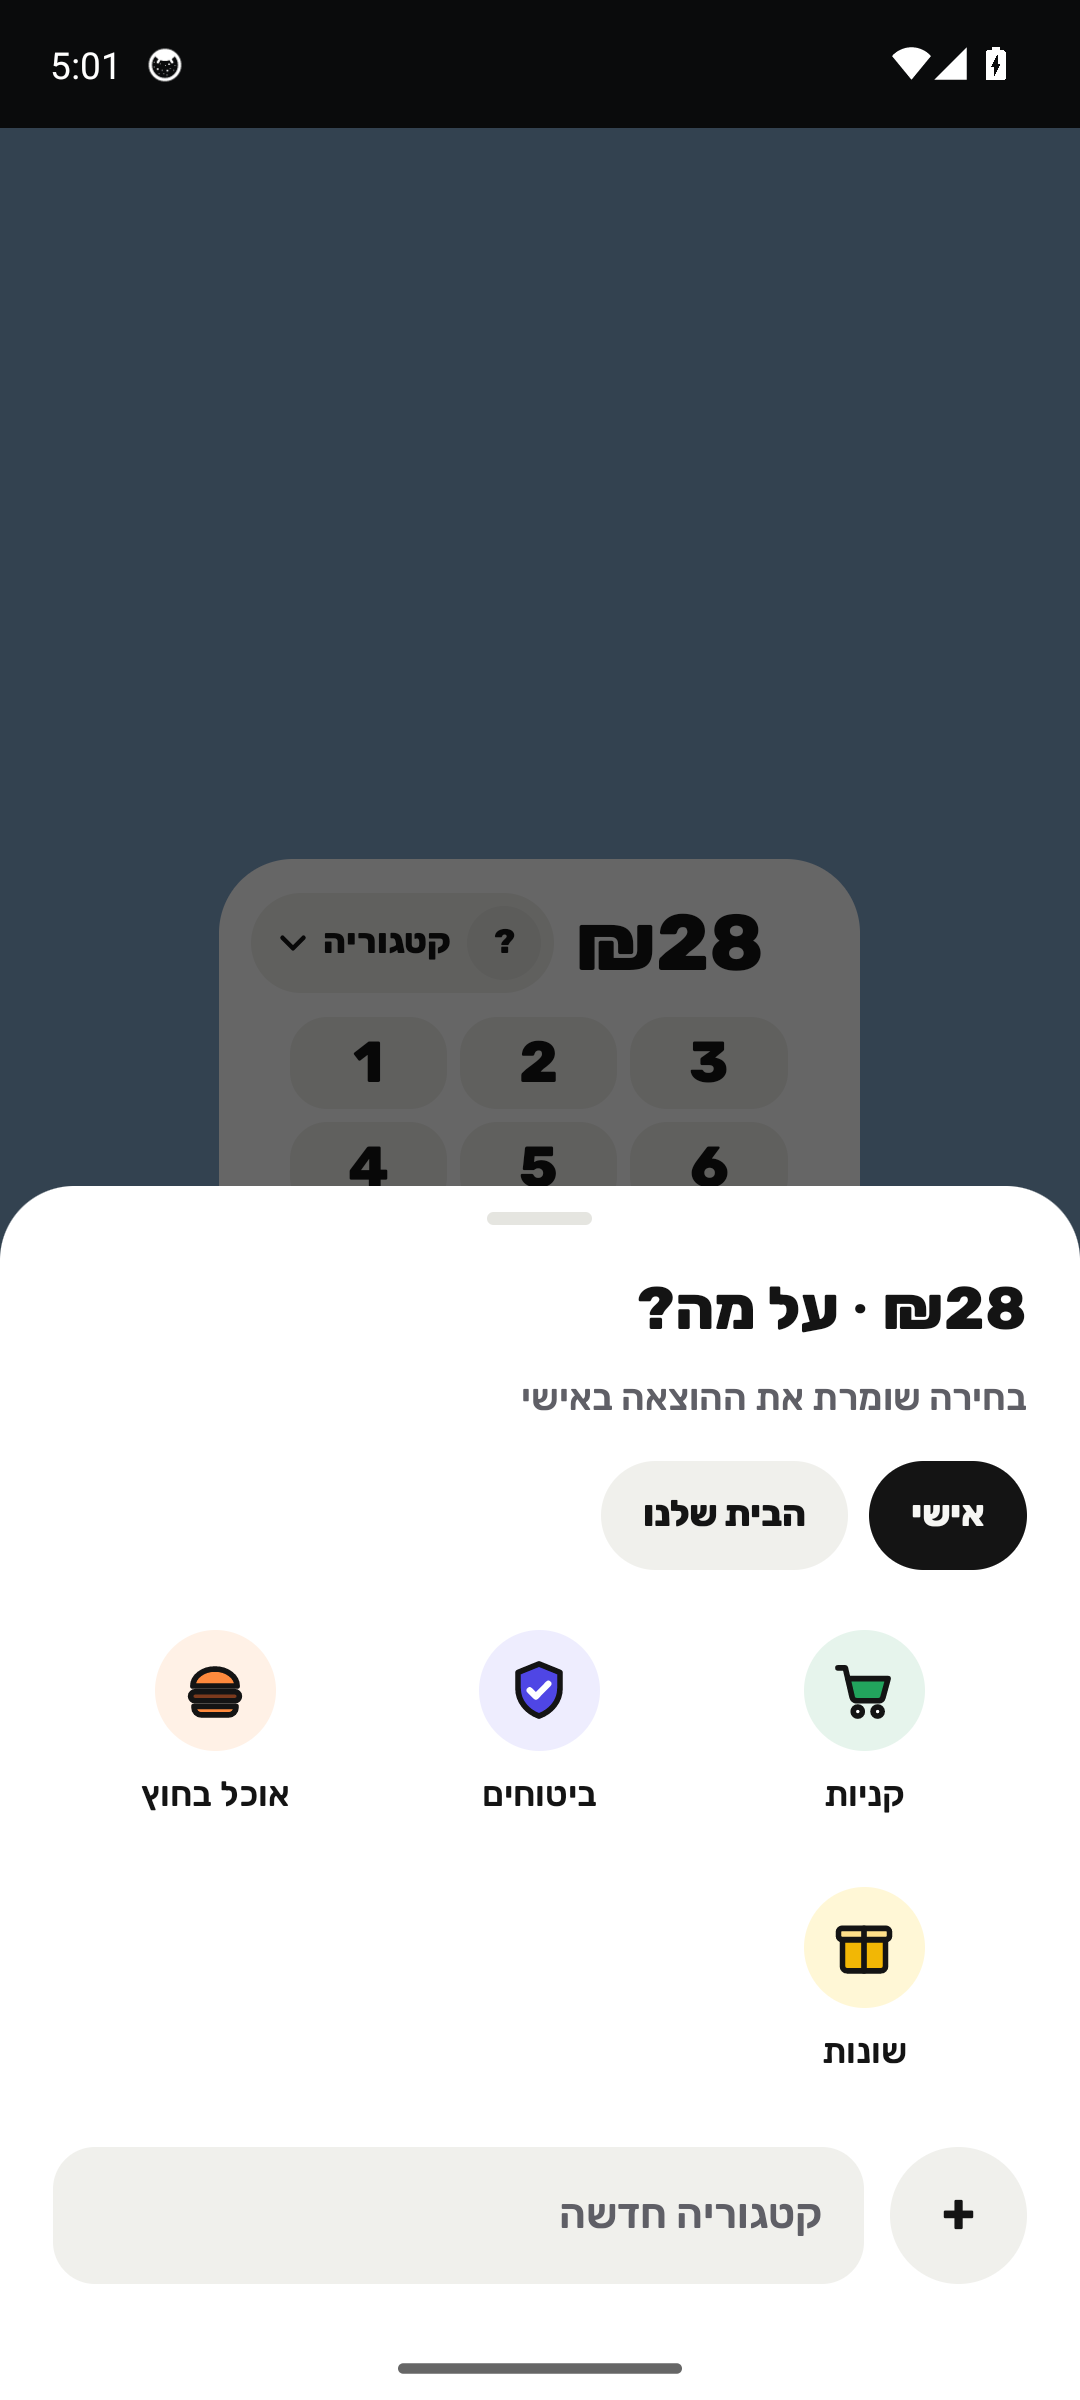 5:01
₪28
? קטגוריה
1 2 3
4 5 6
₪28 · על מה?
בחירה שומרת את ההוצאה באישי
אישי
הבית שלנו
קניות
ביטוחים
אוכל בחוץ
שונות
+ קטגוריה חדשה